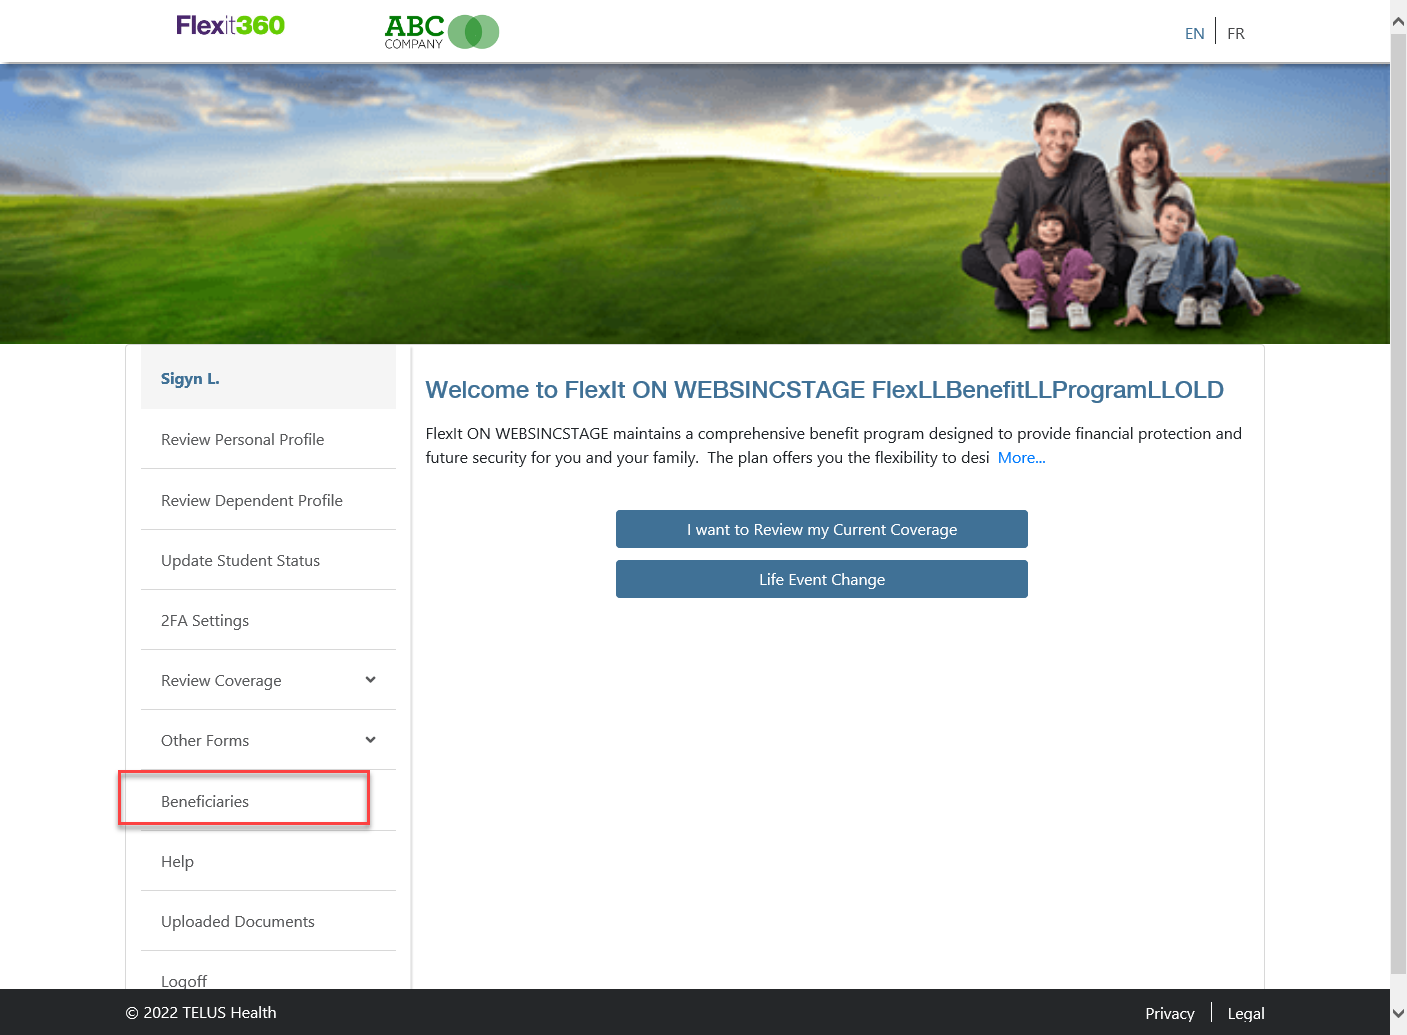 Flexit360
ABC
COMPANY
EN
FR
Sigyn L.
Review Personal Profile
Review Dependent Profile
Update Student Status
2FA Settings
Review Coverage
Other Forms
Beneficiaries
Help
Uploaded Documents
Logoff
Welcome to FlexIt ON WEBSINCSTAGE FlexLLBenefitLLProgramLLOLD
FlexIt ON WEBSINCSTAGE maintains a comprehensive benefit program designed to provide financial protection and
future security for you and your family. The plan offers you the flexibility to desi More...
I want to Review my Current Coverage
Life Event Change
© 2022 TELUS Health
Privacy
Legal